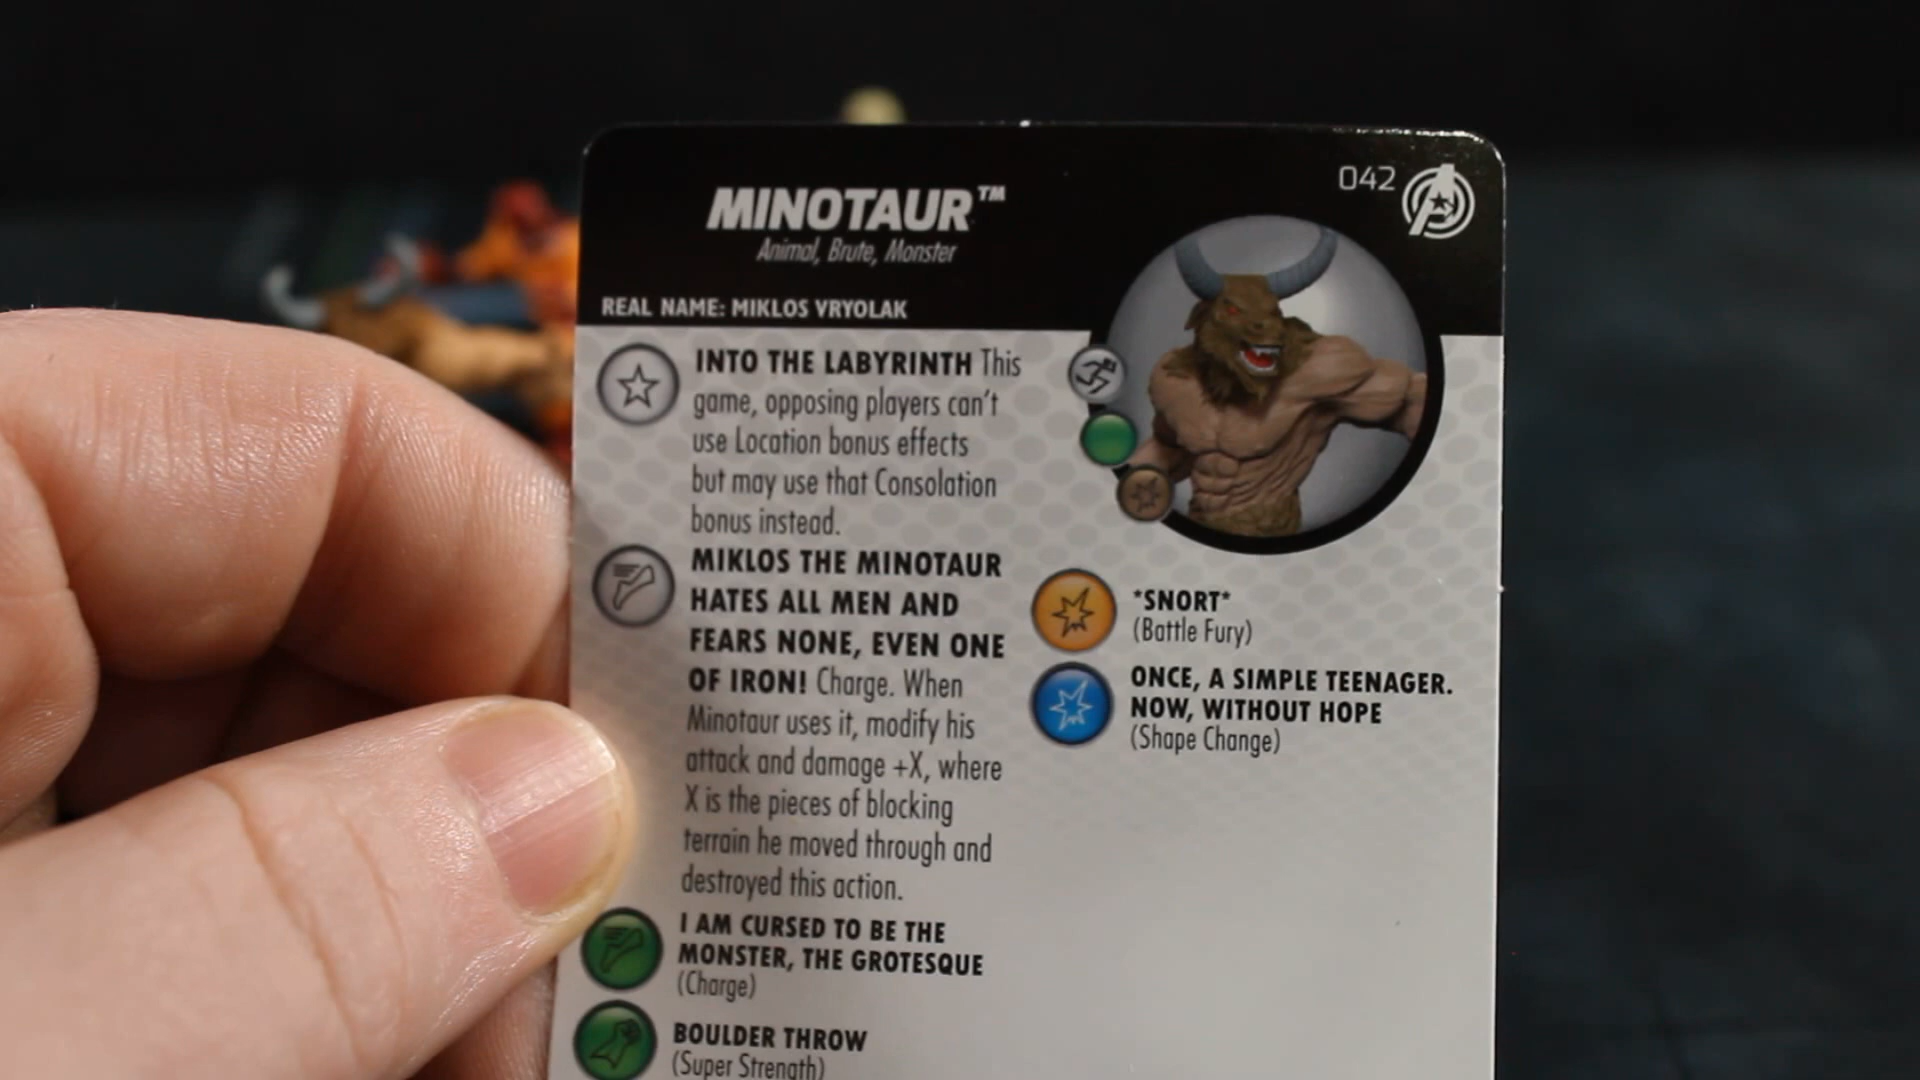 MINOTAUR™
Animal, Brute, Monster
042
REAL NAME: MIKLOS VRYOLAK
INTO THE LABYRINTH This
game, opposing players can't
use Location bonus effects
but may use that Consolation
bonus instead.
MIKLOS THE MINOTAUR
HATES ALL MEN AND
FEARS NONE, EVEN ONE
OF IRON! Charge. When
Minotaur uses it, modify his
attack and damage +X, where
X is the pieces of blocking
terrain he moved through and
destroyed this action.
I AM CURSED TO BE THE
MONSTER, THE GROTESQUE
(Charge)
BOULDER THROW
(Super Strength)
*SNORT*
(Battle Fury)
ONCE, A SIMPLE TEENAGER.
NOW, WITHOUT HOPE
(Shape Change)